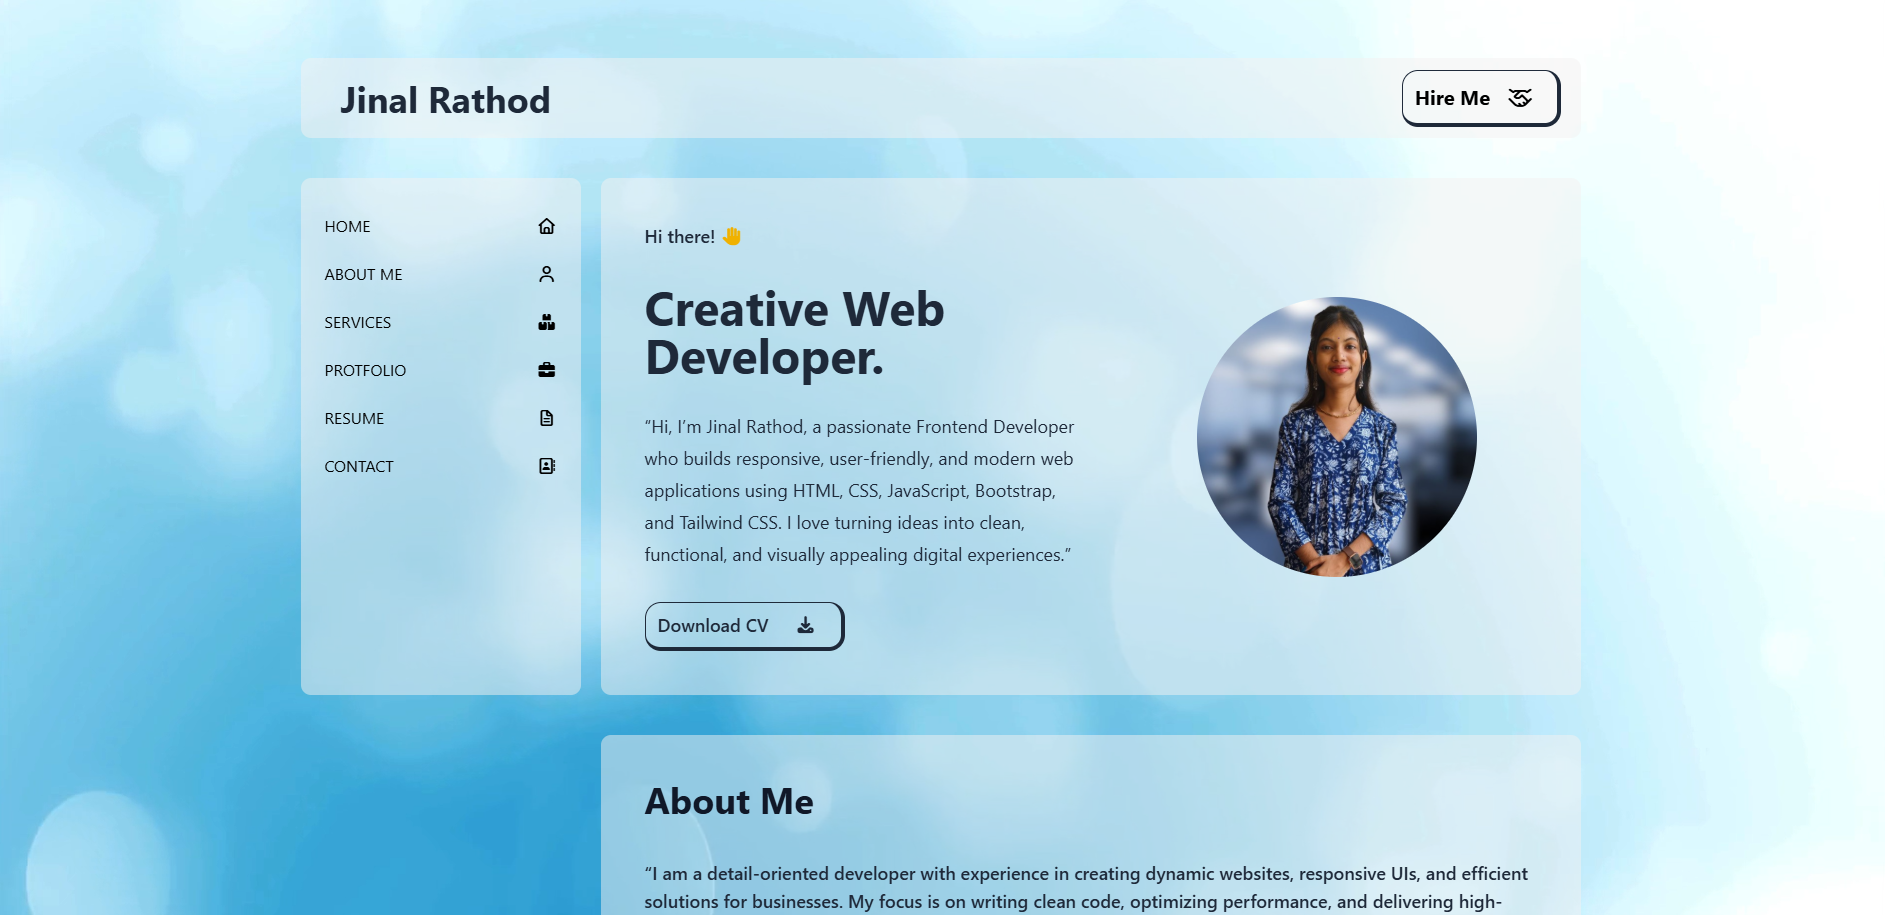 Jinal Rathod
Hire Me
HOME
ABOUT ME
SERVICES
PROTFOLIO
RESUME
CONTACT
Hi there! 🤚
Creative Web
Developer.
“Hi, I’m Jinal Rathod, a passionate Frontend Developer
who builds responsive, user-friendly, and modern web
applications using HTML, CSS, JavaScript, Bootstrap,
and Tailwind CSS. I love turning ideas into clean,
functional, and visually appealing digital experiences.”
Download CV
About Me
“I am a detail-oriented developer with experience in creating dynamic websites, responsive UIs, and efficient
solutions for businesses. My focus is on writing clean code, optimizing performance, and delivering high-